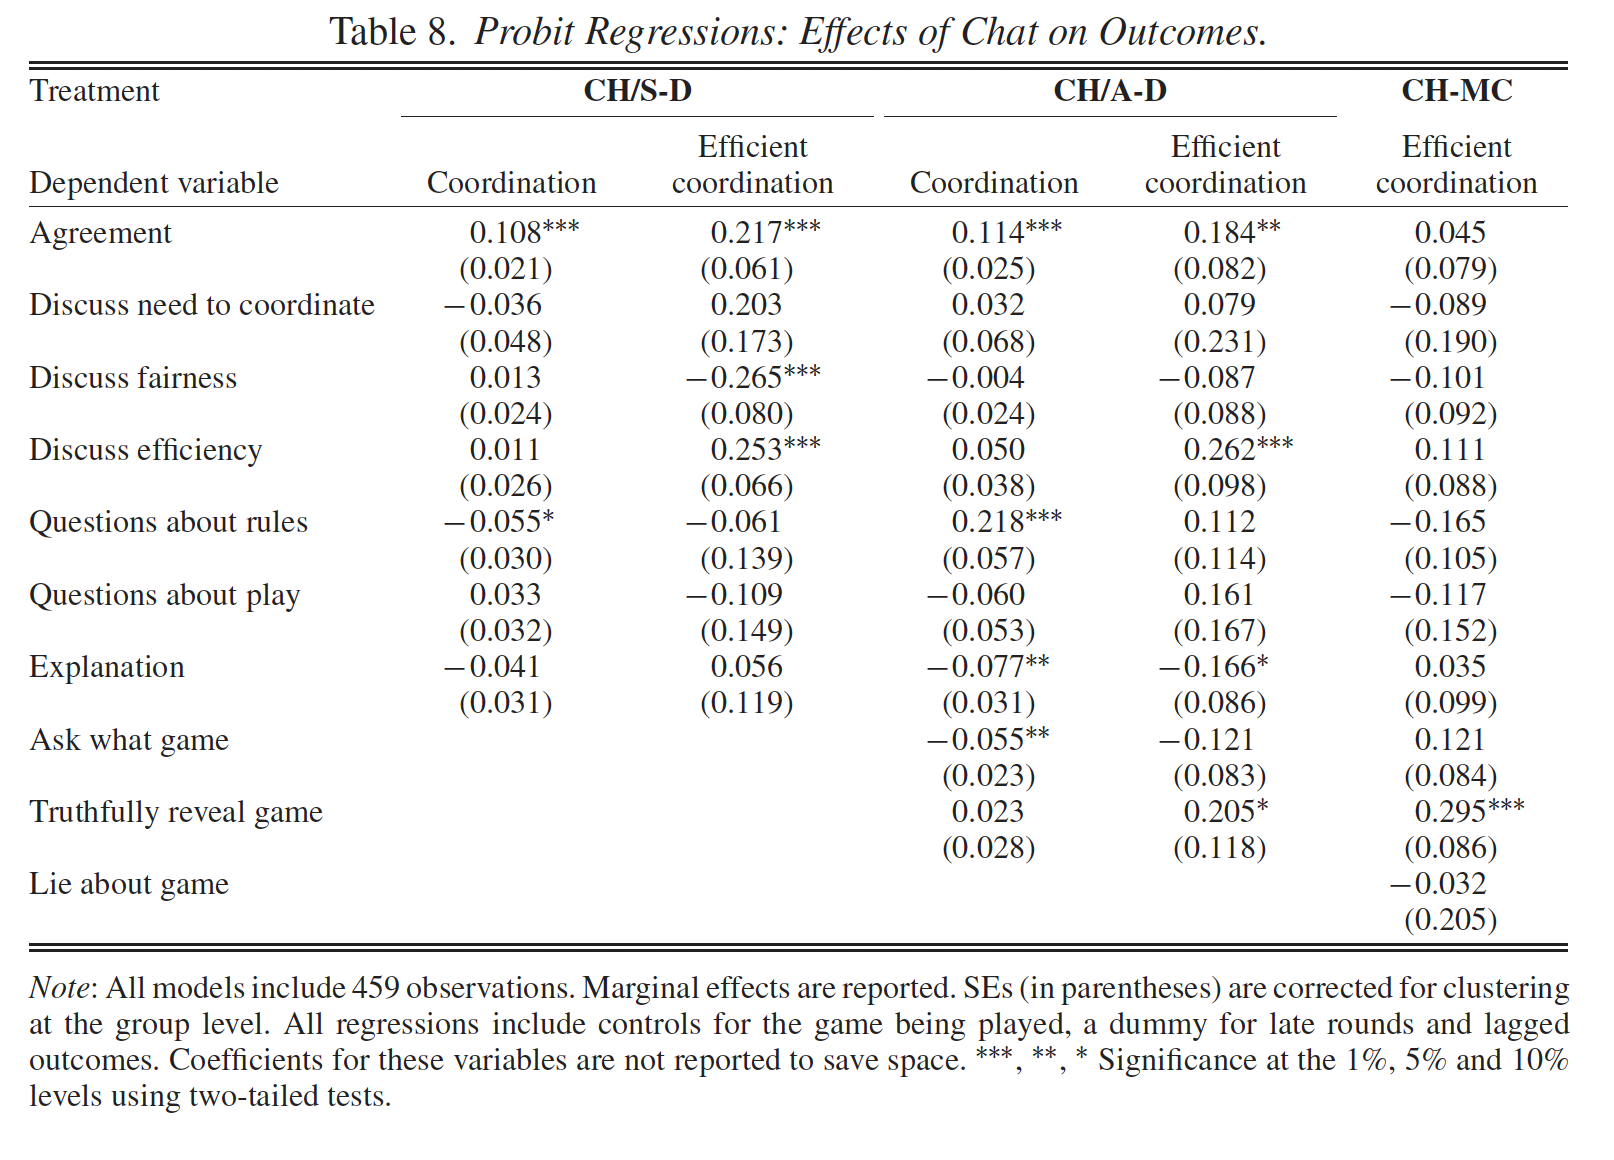 Table 8. Probit Regressions: Effects of Chat on Outcomes.
Treatment CH/S-D CH/A-D CH-MC
Efficient Efficient Efficient
Dependent variable Coordination coordination Coordination coordination coordination
Agreement 0.108*** 0.217*** 0.114*** 0.184** 0.045
(0.021) (0.061) (0.025) (0.082) (0.079)
Discuss need to coordinate −0.036 0.203 0.032 0.079 −0.089
(0.048) (0.173) (0.068) (0.231) (0.190)
Discuss fairness 0.013 −0.265*** −0.004 −0.087 −0.101
(0.024) (0.080) (0.024) (0.088) (0.092)
Discuss efficiency 0.011 0.253*** 0.050 0.262*** 0.111
(0.026) (0.066) (0.038) (0.098) (0.088)
Questions about rules −0.055* −0.061 0.218*** 0.112 −0.165
(0.030) (0.139) (0.057) (0.114) (0.105)
Questions about play 0.033 −0.109 −0.060 0.161 −0.117
(0.032) (0.149) (0.053) (0.167) (0.152)
Explanation −0.041 0.056 −0.077** −0.166* 0.035
(0.031) (0.119) (0.031) (0.086) (0.099)
Ask what game −0.055** −0.121 0.121
(0.023) (0.083) (0.084)
Truthfully reveal game 0.023 0.205* 0.295***
(0.028) (0.118) (0.086)
Lie about game −0.032
(0.205)
Note: All models include 459 observations. Marginal effects are reported. SEs (in parentheses) are corrected for clustering
at the group level. All regressions include controls for the game being played, a dummy for late rounds and lagged
outcomes. Coefficients for these variables are not reported to save space. ***, **, * Significance at the 1%, 5% and 10%
levels using two-tailed tests.